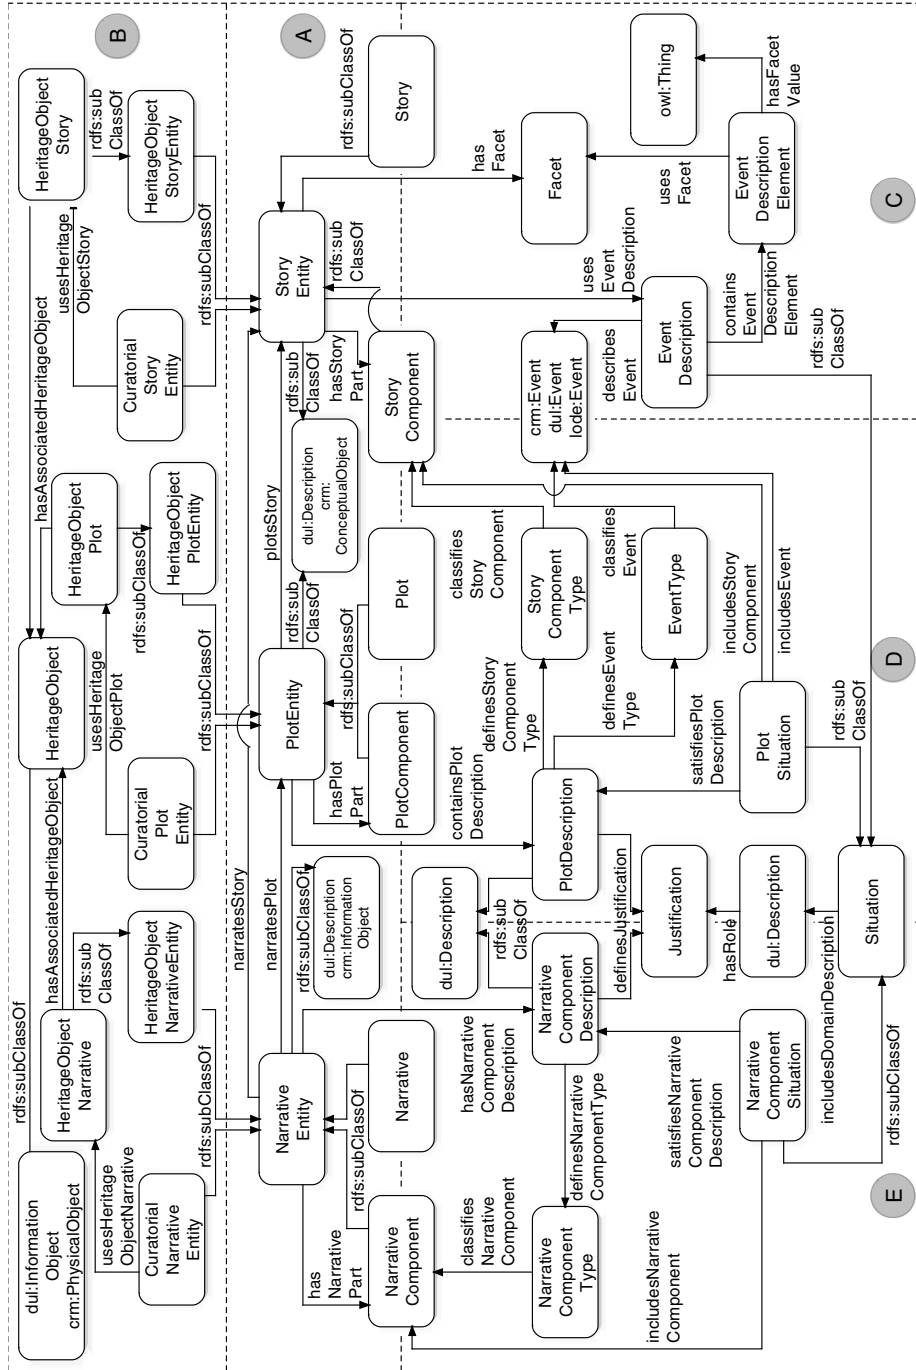 dul:Information
Object
crm:PhysicalObject
rdfs:subClassOf
HeritageObject
hasAssociatedHeritageObject
HeritageObject
Story
B
usesHeritage
ObjectNarrative
HeritageObject
Narrative
hasAssociatedHeritageObject
rdfs:sub
ClassOf
usesHeritage
ObjectPlot
HeritageObject
Plot
usesHeritage
ObjectStory
rdfs:sub
ClassOf
Curatorial
Narrative
Entity
HeritageObject
NarrativeEntity
Curatorial
Plot
Entity
rdfs:subClassOf
HeritageObject
PlotEntity
Curatorial
Story
Entity
HeritageObject
StoryEntity
rdfs:subClassOf
rdfs:subClassOf
rdfs:subClassOf
narratesStory
plotsStory
A
Narrative
Entity
narratesPlot
PlotEntity
rdfs:sub
ClassOf
rdfs:sub
ClassOf
Story
Entity
rdfs:subClassOf
has
Narrative
Part
rdfs:subClassOf
rdfs:subClassOf
dul:Description
crm:Information
Object
hasPlot
Part
rdfs:subClassOf
dul:Description
crm:
ConceptualObject
hasStory
Part
rdfs:sub
ClassOf
Narrative
Component
Narrative
PlotComponent
Plot
Story
Component
Story
has
Facet
classifies
Narrative
Component
hasNarrative
Component
Description
dul:Description
rdfs:sub
ClassOf
containsPlot
Description
definesStory
Component
Type
classifies
Story
Component
uses
Event
Description
Facet
Narrative
Component
Type
definesNarrative
ComponentType
Narrative
Component
Description
PlotDescription
Story
Component
Type
crm:Event
dul:Event
lode:Event
uses
Facet
owl:Thing
definesJustification
definesEvent
Type
classifies
Event
describes
Event
hasFacet
Value
includesNarrative
Component
satisfiesNarrative
Component
Description
Justification
hasRole
satisfiesPlot
Description
EventType
Event
Description
contains
Event
Description
Element
Event
Description
Element
Narrative
Component
Situation
dul:Description
Plot
Situation
includesStory
Component
includesEvent
includesDomainDescription
rdfs:sub
ClassOf
rdfs:sub
ClassOf
E
rdfs:subClassOf
Situation
D
C